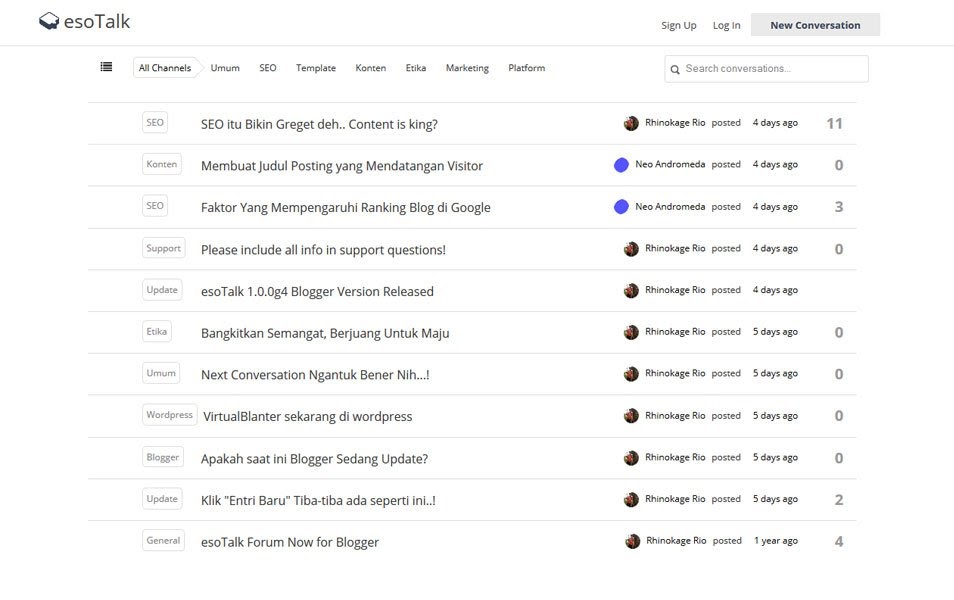 esoTalk
Sign Up Log In New Conversation
All Channels Umum SEO Template Konten Etika Marketing Platform Search conversations...
SEO SEO itu Bikin Greget deh.. Content is king? Rhinokage Rio posted 4 days ago 11
Konten Membuat Judul Posting yang Mendatangan Visitor Neo Andromeda posted 4 days ago 0
SEO Faktor Yang Mempengaruhi Ranking Blog di Google Neo Andromeda posted 4 days ago 3
Support Please include all info in support questions! Rhinokage Rio posted 4 days ago 0
Update esoTalk 1.0.0g4 Blogger Version Released Rhinokage Rio posted 4 days ago
Etika Bangkitkan Semangat, Berjuang Untuk Maju Rhinokage Rio posted 5 days ago 0
Umum Next Conversation Ngantuk Bener Nih...! Rhinokage Rio posted 5 days ago 0
Wordpress VirtualBlanter sekarang di wordpress Rhinokage Rio posted 5 days ago 0
Blogger Apakah saat ini Blogger Sedang Update? Rhinokage Rio posted 5 days ago 0
Update Klik "Entri Baru" Tiba-tiba ada seperti ini..! Rhinokage Rio posted 5 days ago 2
General esoTalk Forum Now for Blogger Rhinokage Rio posted 1 year ago 4